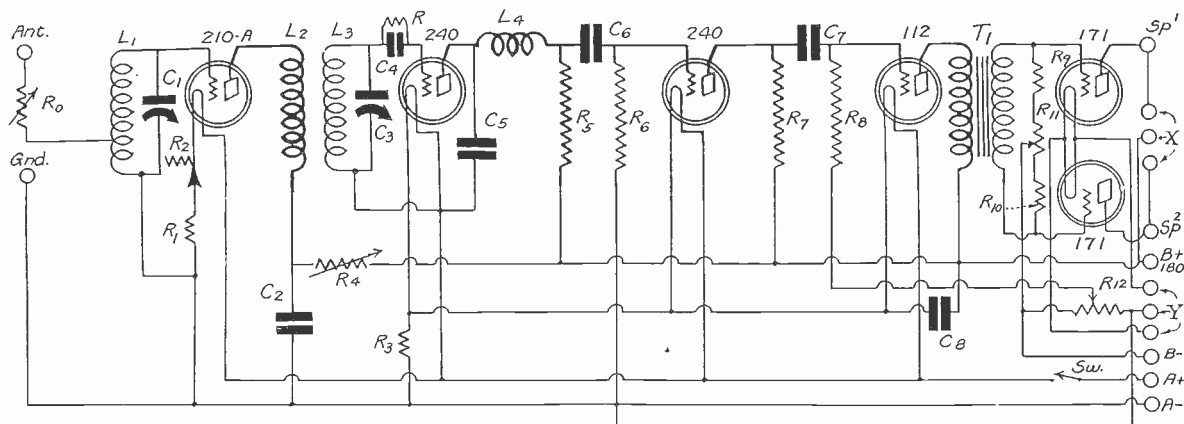 Ant.
R0
Gnd.
L1
C1
210-A
R2
R1
L2
C2
L3
R
C4
C3
240
R4
R3
L4
C5
R5
C6
R6
240
R7
C7
R8
112
C8
T1
R9
R11
R10
171
171
R12
Sw.
Sp1
X
Sp2
B+
180
Y
B-
A+
A-